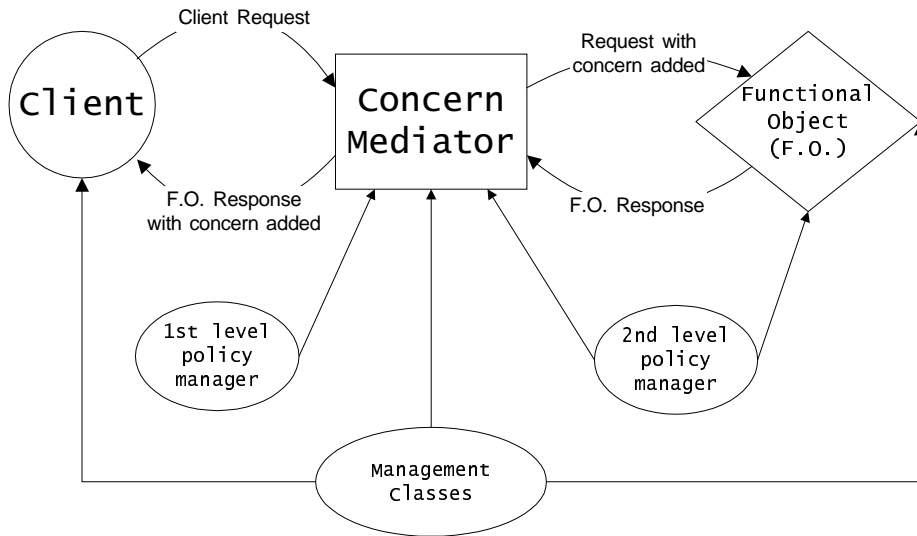 Client Request
Client
Concern
Mediator
Request with
concern added
Functional
Object
(F.O.)
F.O. Response
with concern added
F.O. Response
1st level
policy
manager
2nd level
policy
manager
Management
Classes